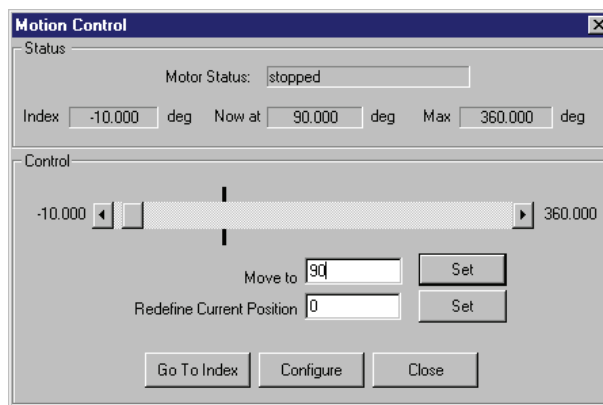 Motion Control
Status
Motor Status: stopped
Index -10.000 deg Now at 90.000 deg Max 360.000 deg
Control
-10.000 360.000
Move to 90 Set
Redefine Current Position 0 Set
Go To Index Configure Close